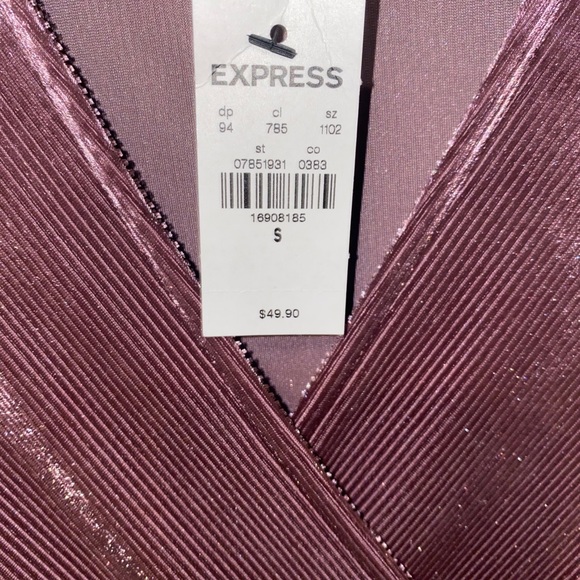 EXPRESS
dp cl sz
94 785 1102
st co
07851931 0383
16908185
S
$49.90